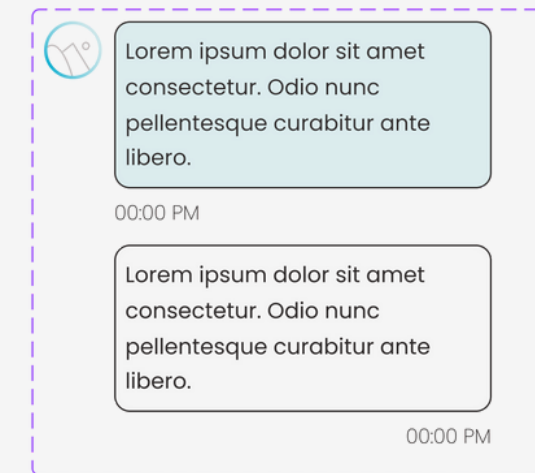 Lorem ipsum dolor sit amet
consectetur. Odio nunc
pellentesque curabitur ante
libero.
00:00 PM
Lorem ipsum dolor sit amet
consectetur. Odio nunc
pellentesque curabitur ante
libero.
00:00 PM